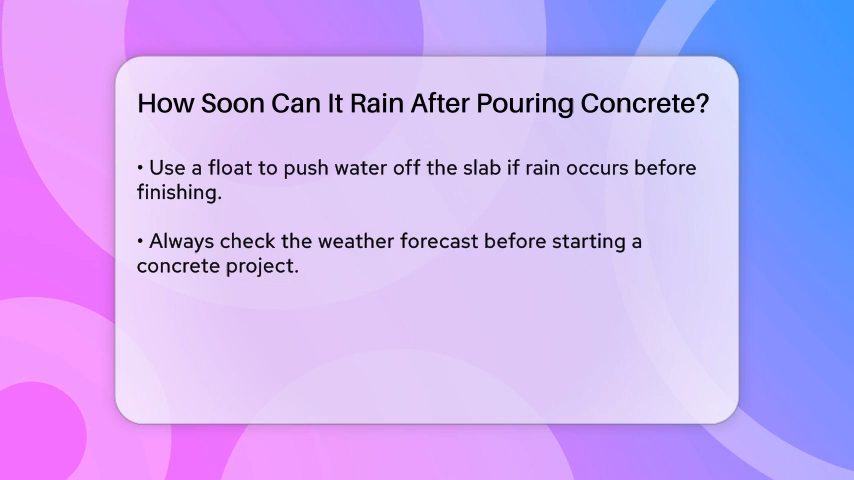 How Soon Can It Rain After Pouring Concrete?
• Use a float to push water off the slab if rain occurs before
finishing.
• Always check the weather forecast before starting a
concrete project.